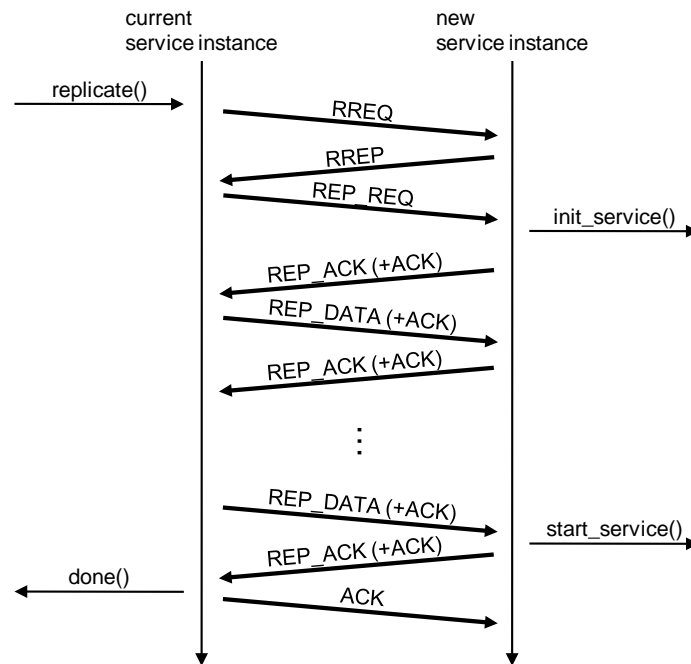 current
service instance
new
service instance
replicate()
RREQ
RREP
REP_REQ
init_service()
REP_ACK (+ACK)
REP_DATA (+ACK)
REP_ACK (+ACK)
...
REP_DATA (+ACK)
start_service()
REP_ACK (+ACK)
done()
ACK